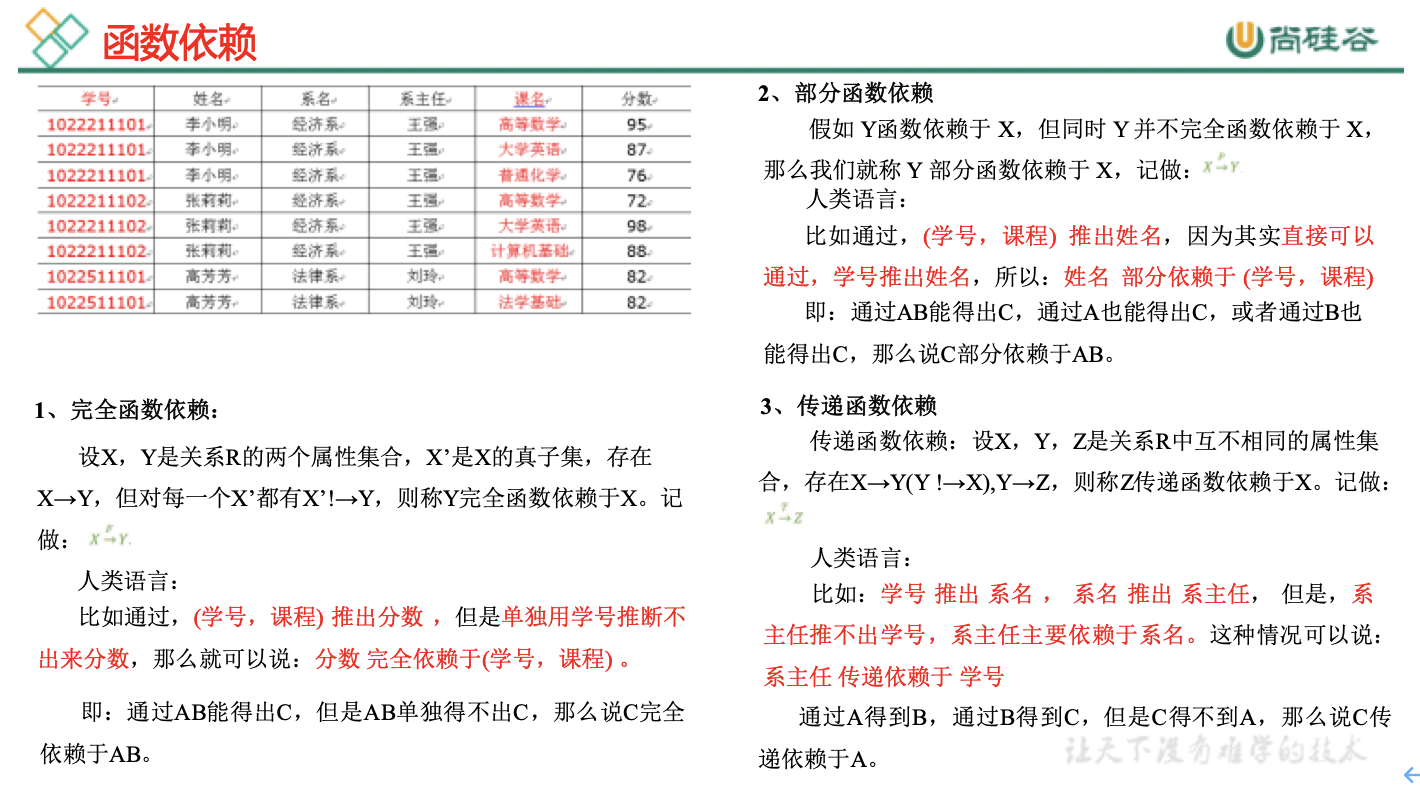 函数依赖
尚硅谷
学号 姓名 系名 系主任 课名 分数
1022211101 李小明 经济系 王强 高等数学 95
1022211101 李小明 经济系 王强 大学英语 87
1022211101 李小明 经济系 王强 普通化学 76
1022211102 张莉莉 经济系 王强 高等数学 72
1022211102 张莉莉 经济系 王强 大学英语 98
1022211102 张莉莉 经济系 王强 计算机基础 88
1022511101 高芳芳 法律系 刘玲 高等数学 82
1022511101 高芳芳 法律系 刘玲 法学基础 82
1、完全函数依赖：
设X，Y是关系R的两个属性集合，X’是X的真子集，存在
X→Y，但对每一个X’都有X’!→Y，则称Y完全函数依赖于X。记
做： X F→ Y.
人类语言：
比如通过，(学号，课程) 推出分数 ，但是单独用学号推断不
出来分数，那么就可以说：分数 完全依赖于(学号，课程) 。
即：通过AB能得出C，但是AB单独得不出C，那么说C完全
依赖于AB。
2、部分函数依赖
假如 Y函数依赖于 X，但同时 Y 并不完全函数依赖于 X，
那么我们就称 Y 部分函数依赖于 X，记做： X P→ Y.
人类语言：
比如通过，(学号，课程) 推出姓名，因为其实直接可以
通过，学号推出姓名，所以：姓名 部分依赖于 (学号，课程)
即：通过AB能得出C，通过A也能得出C，或者通过B也
能得出C，那么说C部分依赖于AB。
3、传递函数依赖
传递函数依赖：设X，Y，Z是关系R中互不相同的属性集
合，存在X→Y(Y !→X),Y→Z，则称Z传递函数依赖于X。记做：
X T→ Z
人类语言：
比如：学号 推出 系名 ， 系名 推出 系主任， 但是，系
主任推不出学号，系主任主要依赖于系名。这种情况可以说：
系主任 传递依赖于 学号
通过A得到B，通过B得到C，但是C得不到A，那么说C传
递依赖于A。
让天下没有难学的技术